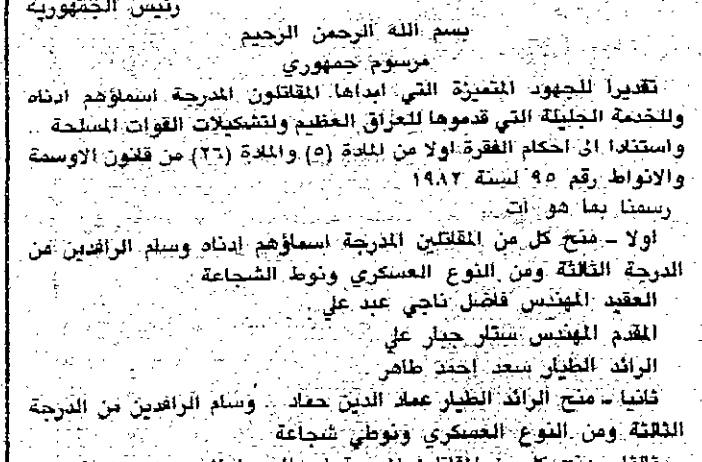 رئيس الجمهورية
بسم الله الرحمن الرحيم
مرسوم جمهوري
تقديرا للجهود المتميزة التي ابداها المقاتلون المدرجة اسماؤهم ادناه
وللخدمة الجليلة التي قدموها للعراق العظيم ولتشكيلات القوات المسلحة ..
واستنادا الى احكام الفقرة اولا من المادة (٥) والمادة (٢٦) من قانون الاوسمة
والانواط رقم ٩٥ لسنة ١٩٨٢
رسمنا بما هو ات ..
اولا ـ منح كل من المقاتلين المدرجة اسماؤهم ادناه وسام الرافدين من
الدرجة الثالثة ومن النوع العسكري ونوط الشجاعة
العقيد المهندس فاضل ناجي عبد علي
المقدم المهندس ستار جبار علي
الرائد الطيار سعد احمد طاهر
ثانيا ـ منح الرائد الطيار عماد الدين حماد .. وسام الرافدين من الدرجة
الثالثة ومن النوع العسكري ونوطي شجاعة